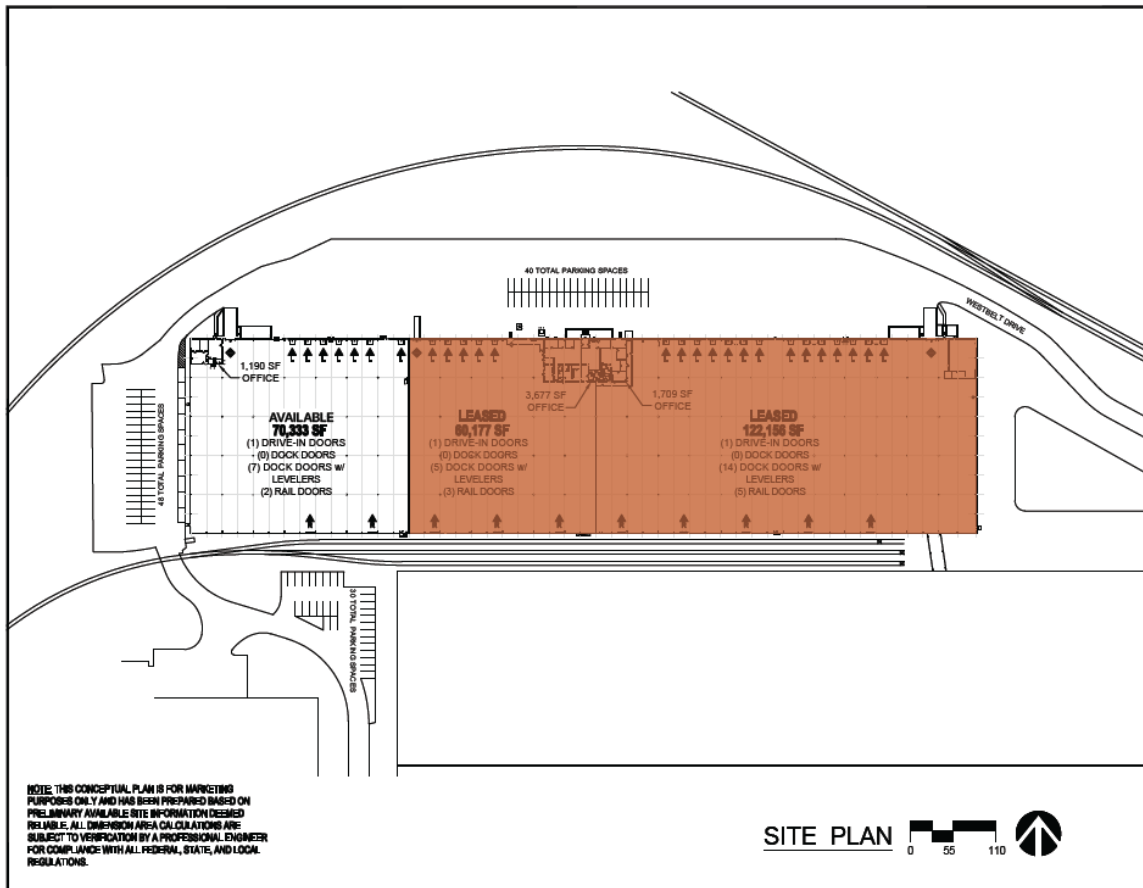 40 TOTAL PARKING SPACES
WESTBELT DRIVE
1,190 SF
OFFICE
3,677 SF
OFFICE
1,709 SF
OFFICE
AVAILABLE
70,333 SF
(1) DRIVE-IN DOORS
(0) DOCK DOORS
(7) DOCK DOORS w/
LEVELERS
(2) RAIL DOORS
LEASED
60,177 SF
(1) DRIVE-IN DOORS
(0) DOCK DOORS
(5) DOCK DOORS w/
LEVELERS
(3) RAIL DOORS
LEASED
122,156 SF
(1) DRIVE-IN DOORS
(0) DOCK DOORS
(14) DOCK DOORS w/
LEVELERS
(5) RAIL DOORS
48 TOTAL PARKING SPACES
30 TOTAL PARKING SPACES
NOTE: THIS CONCEPTUAL PLAN IS FOR MARKETING
PURPOSES ONLY AND HAS BEEN PREPARED BASED ON
PRELIMINARY AVAILABLE SITE INFORMATION DEEMED
RELIABLE. ALL DIMENSION AREA CALCULATIONS ARE
SUBJECT TO VERIFICATION BY A PROFESSIONAL ENGINEER
FOR COMPLIANCE WITH ALL FEDERAL, STATE, AND LOCAL
REGULATIONS.
SITE PLAN
0 55 110